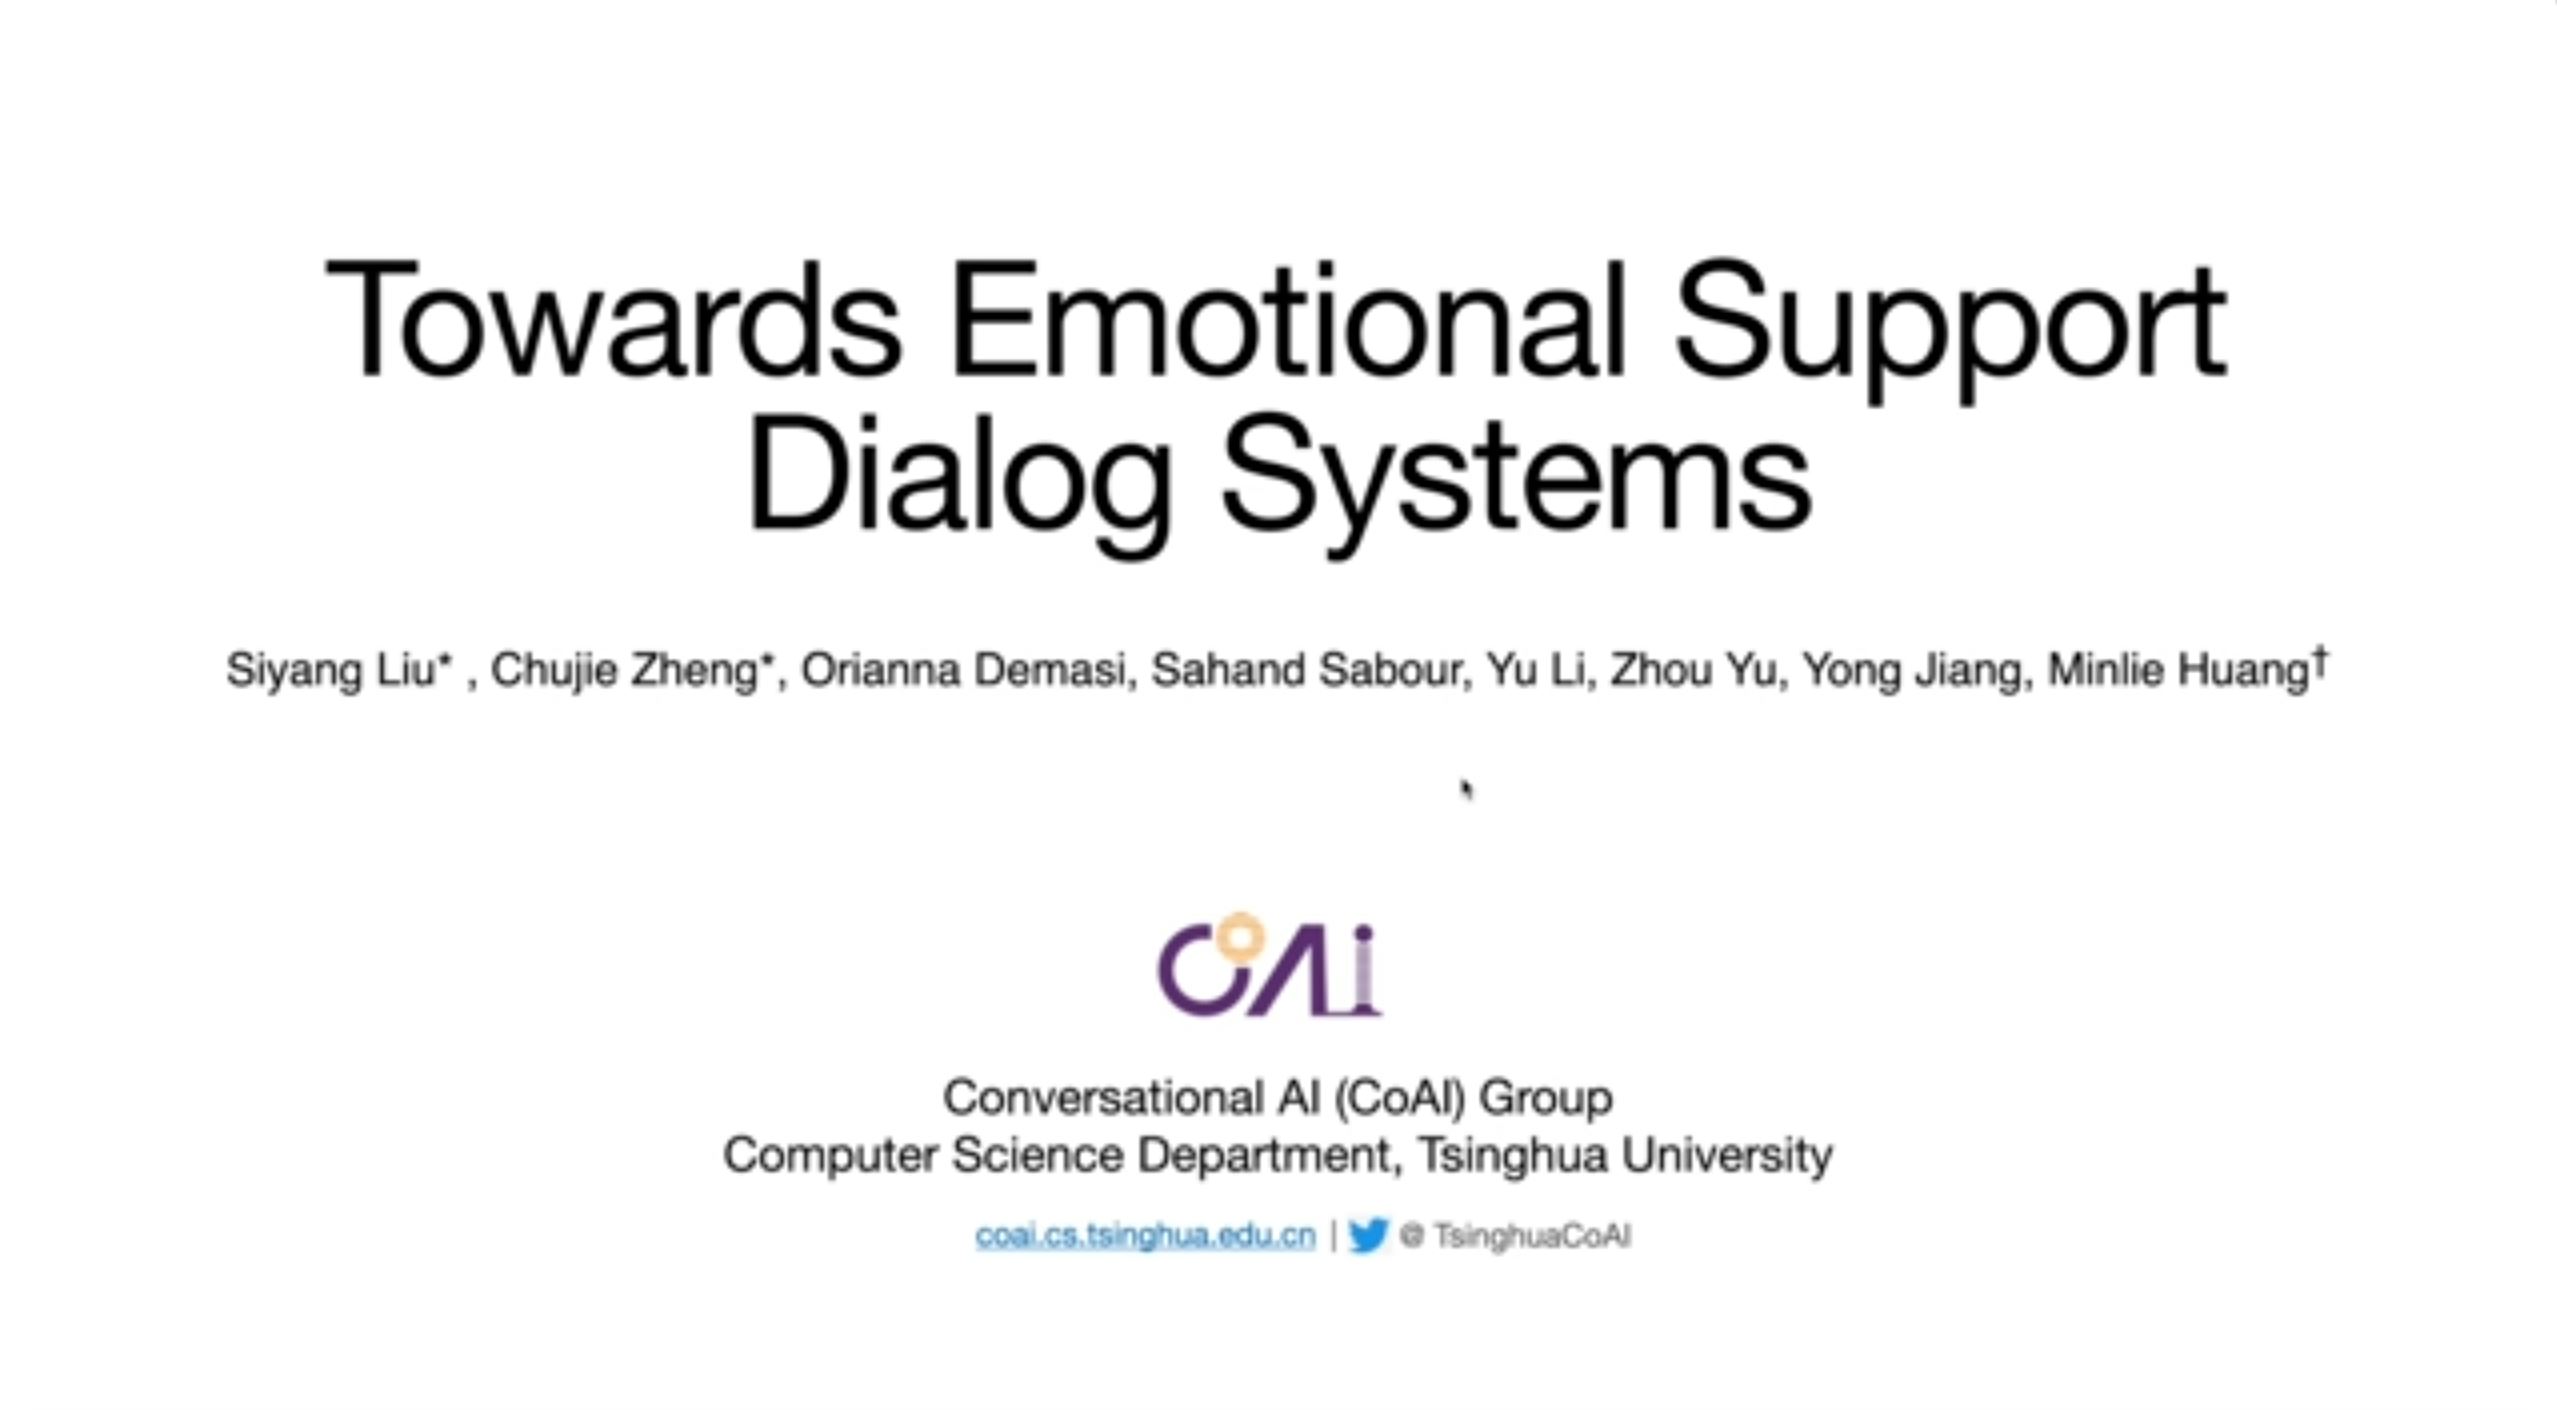 Towards Emotional Support
Dialog Systems
Siyang Liu* , Chujie Zheng*, Orianna Demasi, Sahand Sabour, Yu Li, Zhou Yu, Yong Jiang, Minlie Huang†
COAi
Conversational AI (CoAI) Group
Computer Science Department, Tsinghua University
coai.cs.tsinghua.edu.cn | @ TsinghuaCoAI